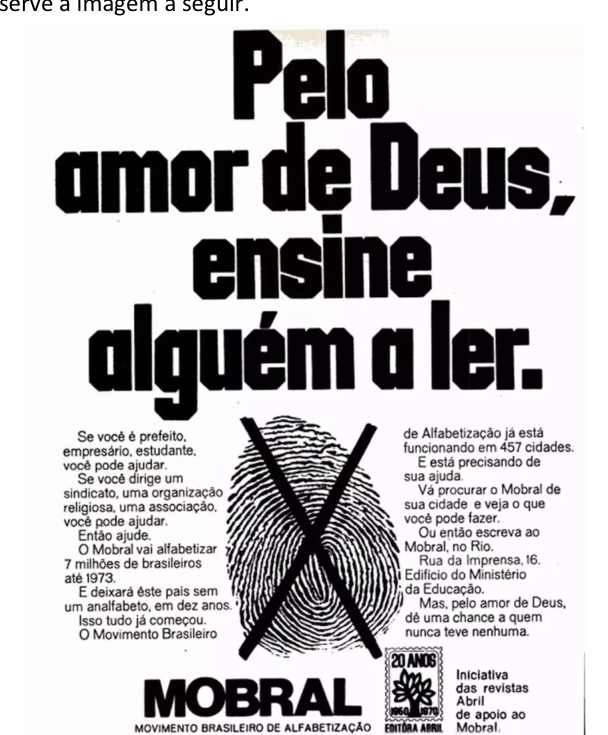 serve a imagem a seguir.
Pelo
amor de Deus,
ensine
alguém a ler.
Se você é prefeito,
empresário, estudante,
você pode ajudar.
Se você dirige um
sindicato, uma organização
religiosa, uma associação,
você pode ajudar.
Então ajude.
O Mobral vai alfabetizar
7 milhões de brasileiros
até 1973.
E deixará êste país sem
um analfabeto, em dez anos.
Isso tudo já começou.
O Movimento Brasileiro
de Alfabetização já está
funcionando em 457 cidades.
E está precisando de
sua ajuda.
Vá procurar o Mobral de
sua cidade e veja o que
você pode fazer.
Ou então escreva ao
Mobral, no Rio.
Rua da Imprensa, 16.
Edifício do Ministério
da Educação.
Mas, pelo amor de Deus,
dê uma chance a quem
nunca teve nenhuma.
MOBRAL
MOVIMENTO BRASILEIRO DE ALFABETIZAÇÃO
20 ANOS
1950 1970
EDITÔRA ABRIL
Iniciativa
das revistas
Abril
de apoio ao
Mobral.